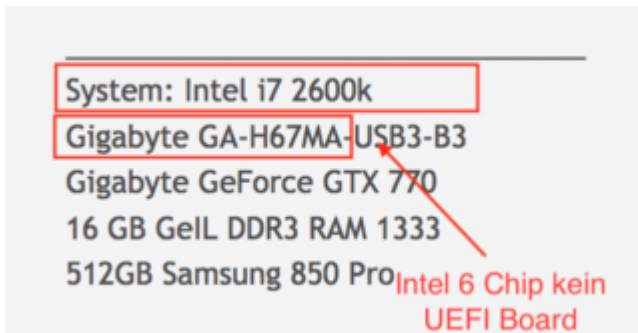 System: Intel i7 2600k
Gigabyte GA-H67MA-USB3-B3
Gigabyte GeForce GTX 770
16 GB GeIL DDR3 RAM 1333
512GB Samsung 850 Pro
Intel 6 Chip kein
UEFI Board